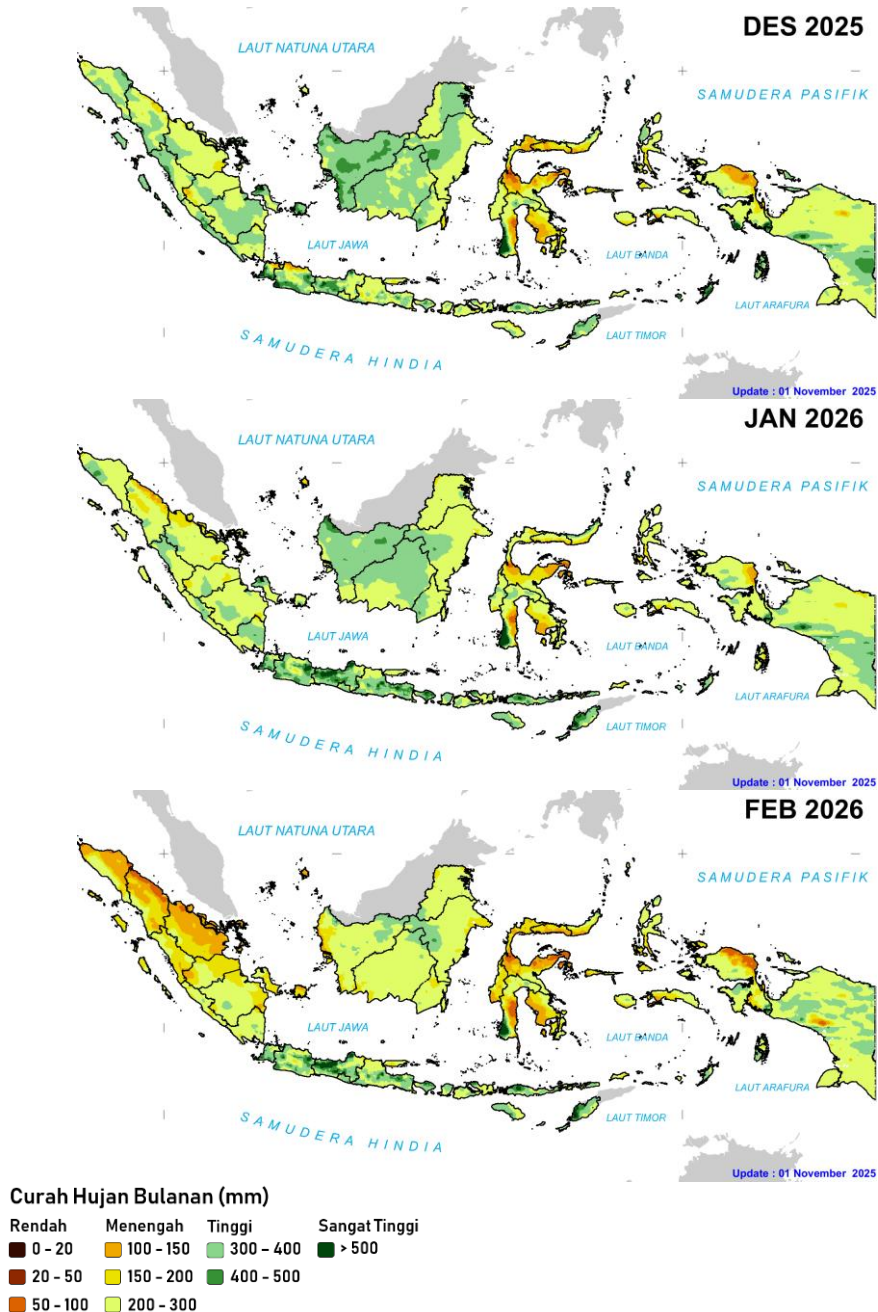 DES 2025
LAUT NATUNA UTARA
SAMUDERA PASIFIK
LAUT JAWA
LAUT BANDA
LAUT ARAFURA
LAUT TIMOR
SAMUDERA HINDIA
Update : 01 November 2025
JAN 2026
LAUT NATUNA UTARA
SAMUDERA PASIFIK
LAUT JAWA
LAUT BANDA
LAUT ARAFURA
LAUT TIMOR
SAMUDERA HINDIA
Update : 01 November 2025
FEB 2026
LAUT NATUNA UTARA
SAMUDERA PASIFIK
LAUT JAWA
LAUT BANDA
LAUT ARAFURA
LAUT TIMOR
SAMUDERA HINDIA
Update : 01 November 2025
Curah Hujan Bulanan (mm)
Rendah Menengah Tinggi Sangat Tinggi
0 - 20 100 - 150 300 - 400 > 500
20 - 50 150 - 200 400 - 500
50 - 100 200 - 300